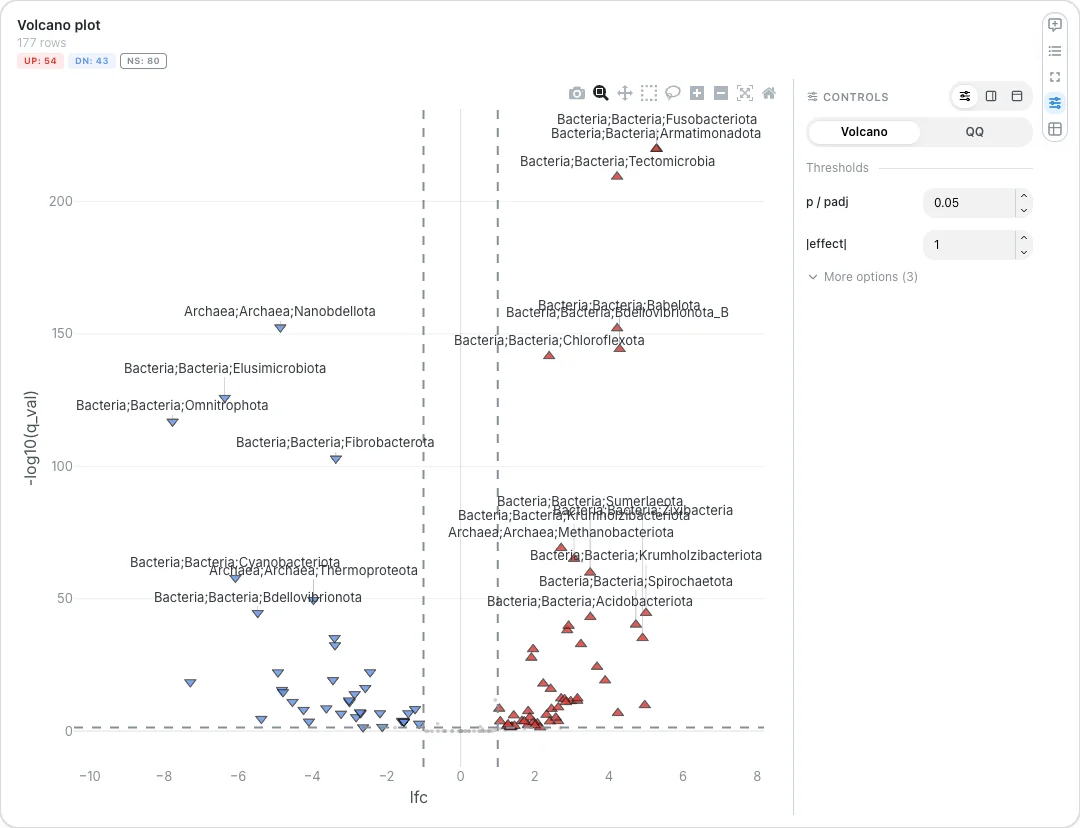 Volcano plot
177 rows
UP: 54 DN: 43 NS: 80
CONTROLS
Volcano QQ
Thresholds
p / padj 0.05
|effect| 1
More options (3)
Bacteria;Bacteria;Fusobacteriota
Bacteria;Bacteria;Armatimonadota
Bacteria;Bacteria;Tectomicrobia
Bacteria;Bacteria;Babelota
Archaea;Archaea;Nanobdellota
Bacteria;Bacteria;Bdellovibrionota_B
Bacteria;Bacteria;Chloroflexota
Bacteria;Bacteria;Elusimicrobiota
Bacteria;Bacteria;Omnitrophota
Bacteria;Bacteria;Fibrobacterota
Bacteria;Bacteria;Sumerlaeota
Bacteria;Bacteria;Zixibacteria
Bacteria;Bacteria;Krumholzibacteriota
Archaea;Archaea;Methanobacteriota
Bacteria;Bacteria;Krumholzibacteriota
Bacteria;Bacteria;Cyanobacteriota
Archaea;Archaea;Thermoproteota
Bacteria;Bacteria;Spirochaetota
Bacteria;Bacteria;Bdellovibrionota
Bacteria;Bacteria;Acidobacteriota
200
150
100
50
0
-log10(q_val)
−10 −8 −6 −4 −2 0 2 4 6 8
lfc